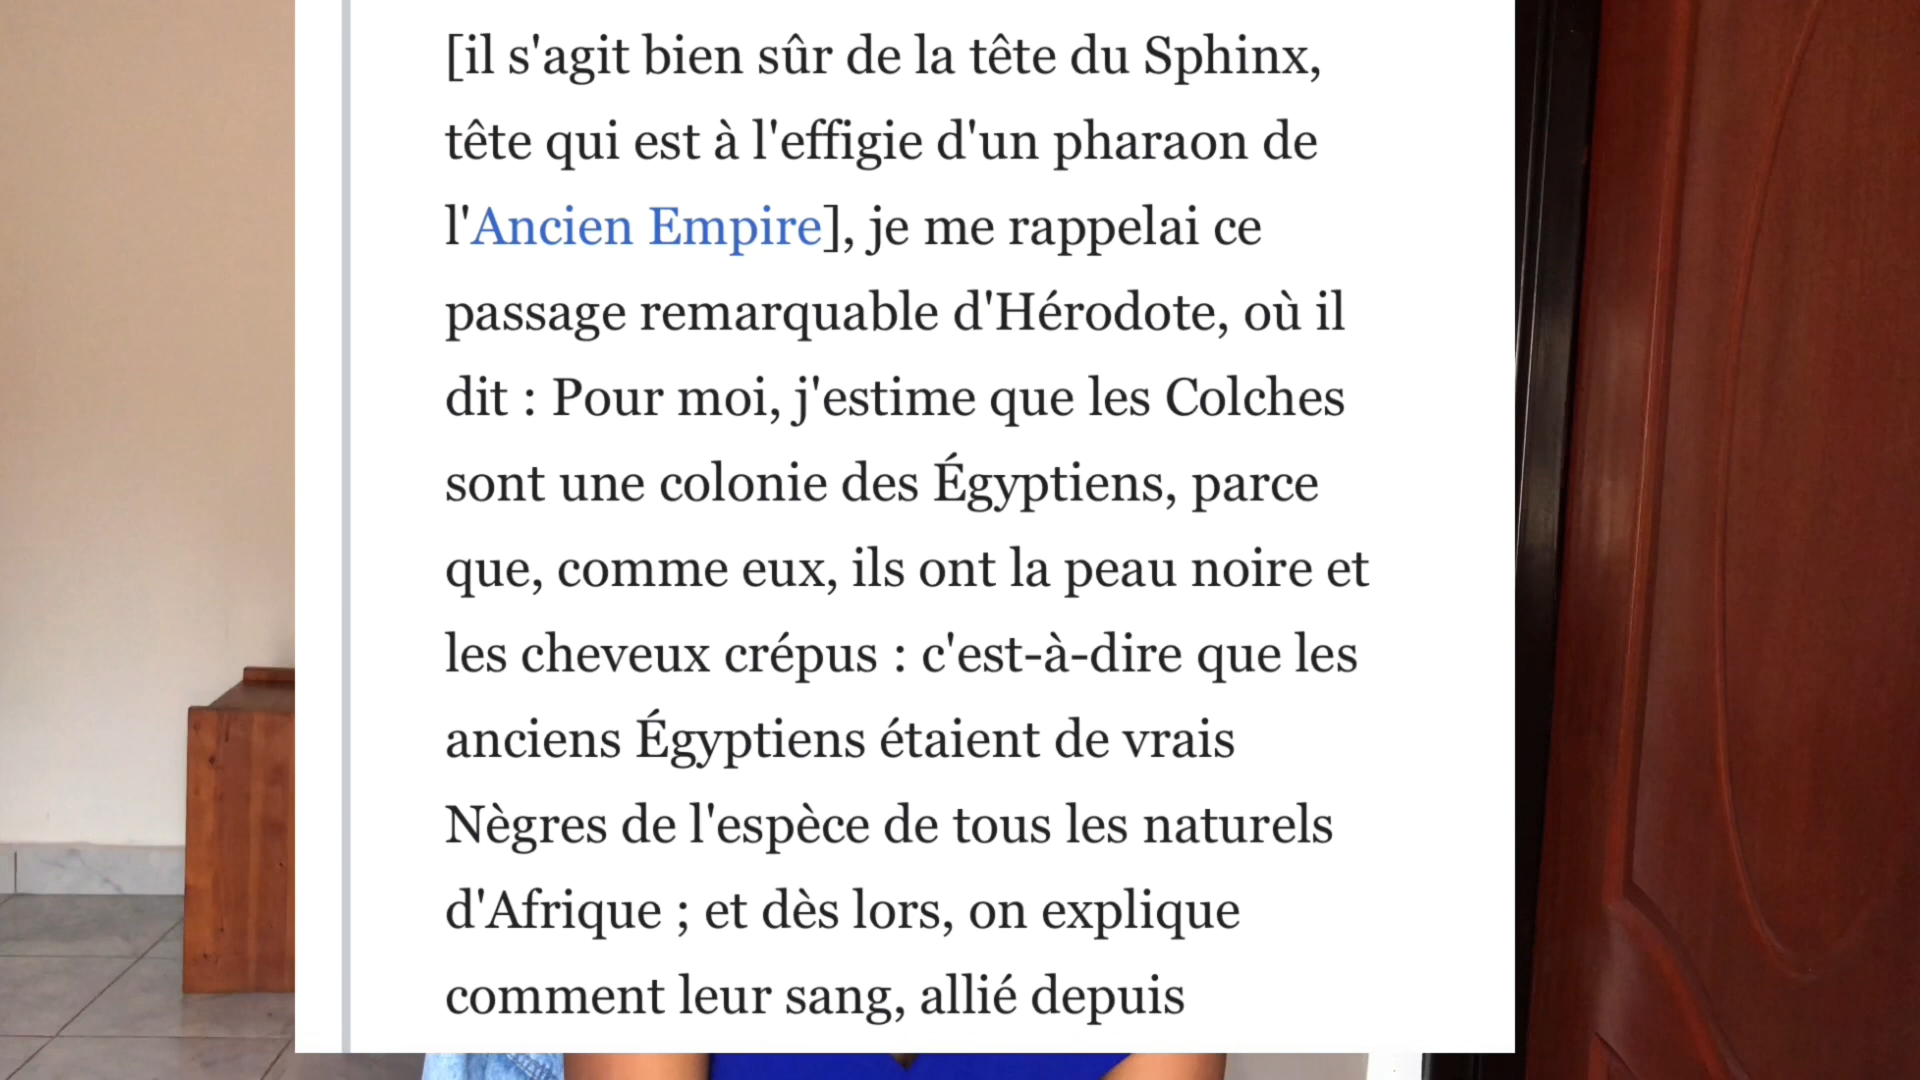 [il s'agit bien sûr de la tête du Sphinx,
tête qui est à l'effigie d'un pharaon de
l'Ancien Empire], je me rappelai ce
passage remarquable d'Hérodote, où il
dit : Pour moi, j'estime que les Colches
sont une colonie des Égyptiens, parce
que, comme eux, ils ont la peau noire et
les cheveux crépus : c'est-à-dire que les
anciens Égyptiens étaient de vrais
Nègres de l'espèce de tous les naturels
d'Afrique ; et dès lors, on explique
comment leur sang, allié depuis